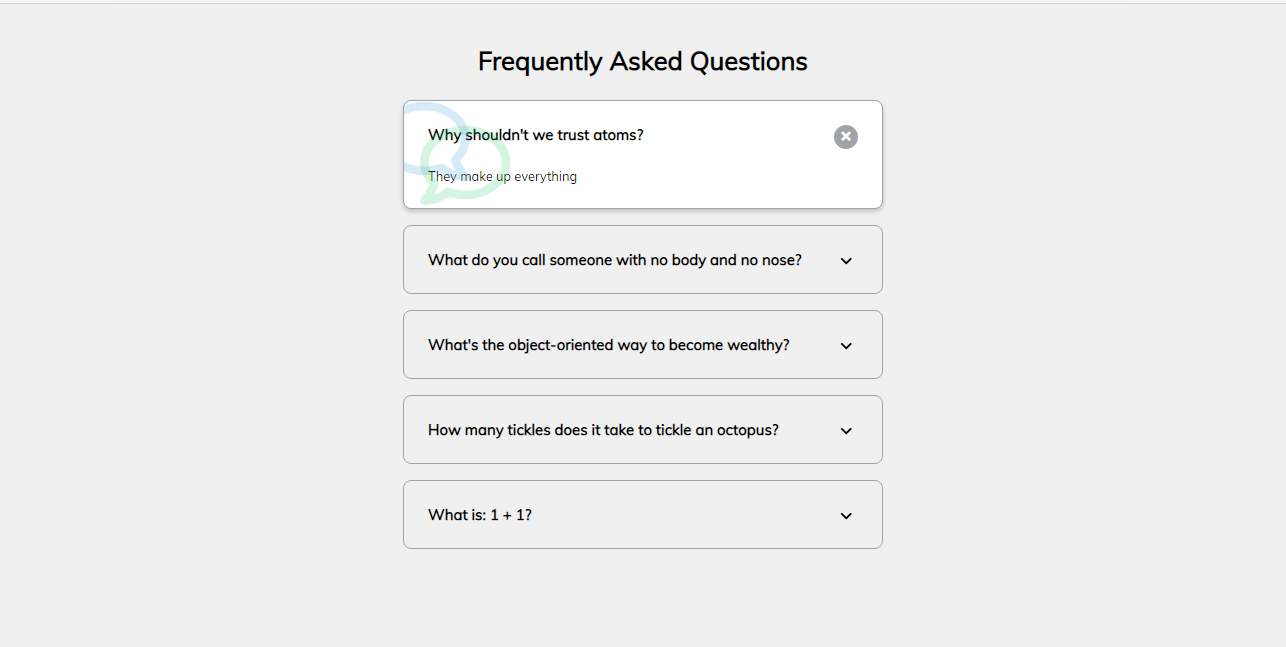 Frequently Asked Questions
Why shouldn't we trust atoms?
They make up everything
What do you call someone with no body and no nose?
What's the object-oriented way to become wealthy?
How many tickles does it take to tickle an octopus?
What is: 1 + 1?